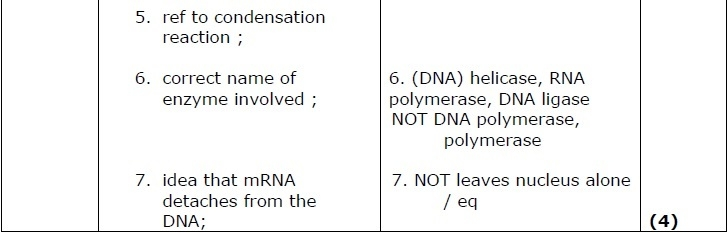 5. ref to condensation
reaction ;
6. correct name of
enzyme involved ;
6. (DNA) helicase, RNA
polymerase, DNA ligase
NOT DNA polymerase,
polymerase
7. idea that mRNA
detaches from the
DNA;
7. NOT leaves nucleus alone
/ eq
(4)